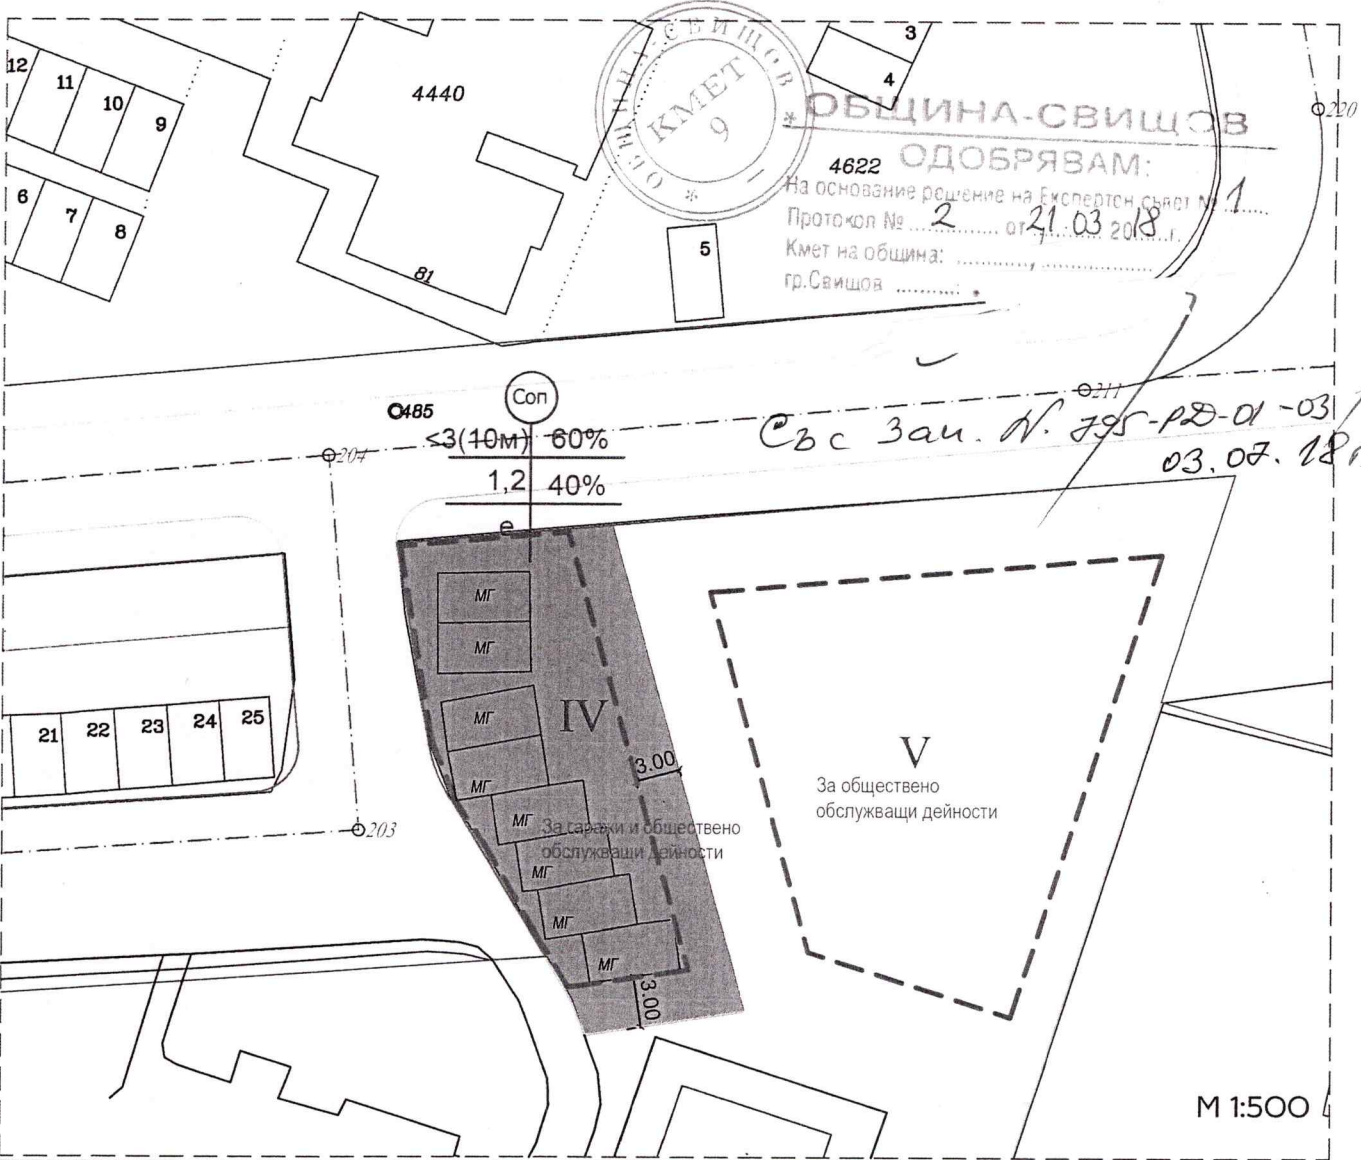 12
11
10
9
6
7
8
4440
81
3
4
4622
5
ОБЩИНА-СВИЩОВ
КМЕТ
9
ОБЩИНА-СВИЩОВ
ОДОБРЯВАМ:
На основание решение на Експертен съвет № 1
Протокол № 2 от 21.03 2018 г.
Кмет на община:
гр.Свищов
220
211
Със Зап. №. 795-РД-01-03/
03.07.18
485
204
Соп
≤3(10м) 60%
1,2 40%
е
МГ
МГ
МГ
МГ
МГ
МГ
МГ
МГ
IV
3.00
За гаражи и обществено
обслужващи дейности
3.00
V
За обществено
обслужващи дейности
21
22
23
24
25
203
М 1:500